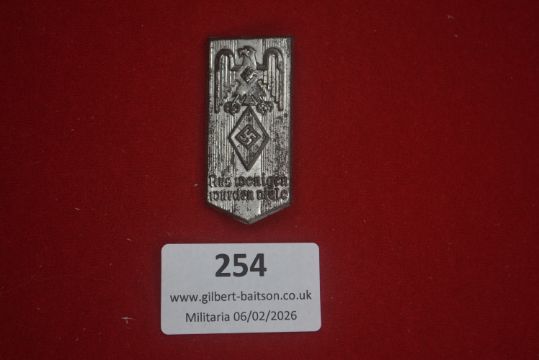 Aus wenigen
wurden viele
254
www.gilbert-baitson.co.uk
Militaria 06/02/2026